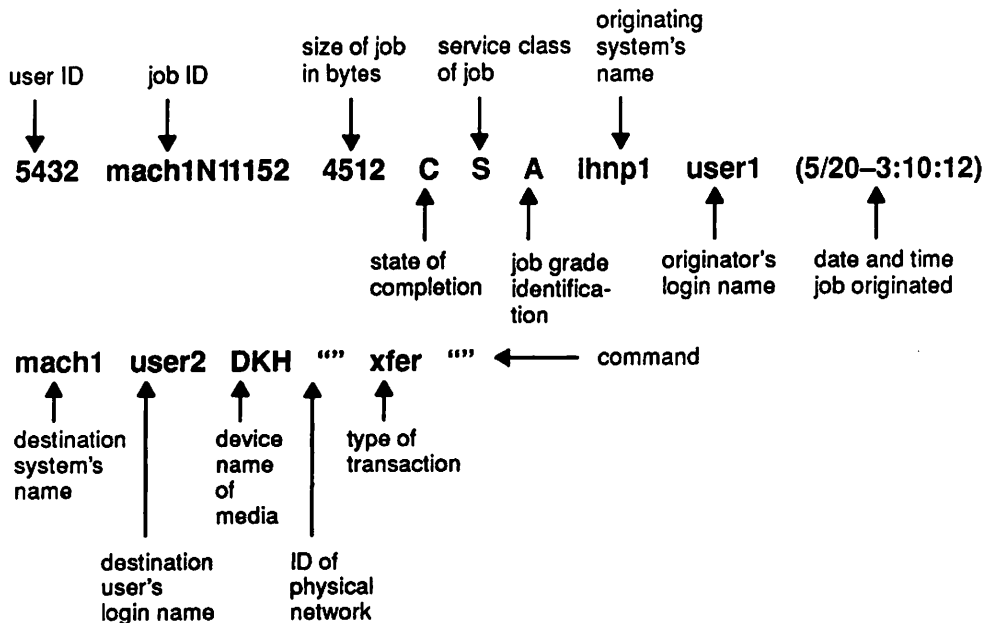 originating
system's
name
size of job
in bytes
service class
of job
user ID
job ID
5432 mach1N11152 4512 C S A ihnp1 user1 (5/20–3:10:12)
state of
completion
job grade
identifica-
tion
originator's
login name
date and time
job originated
mach1 user2 DKH “” xfer “”
command
destination
system's
name
device
name
of
media
type of
transaction
destination
user's
login name
ID of
physical
network